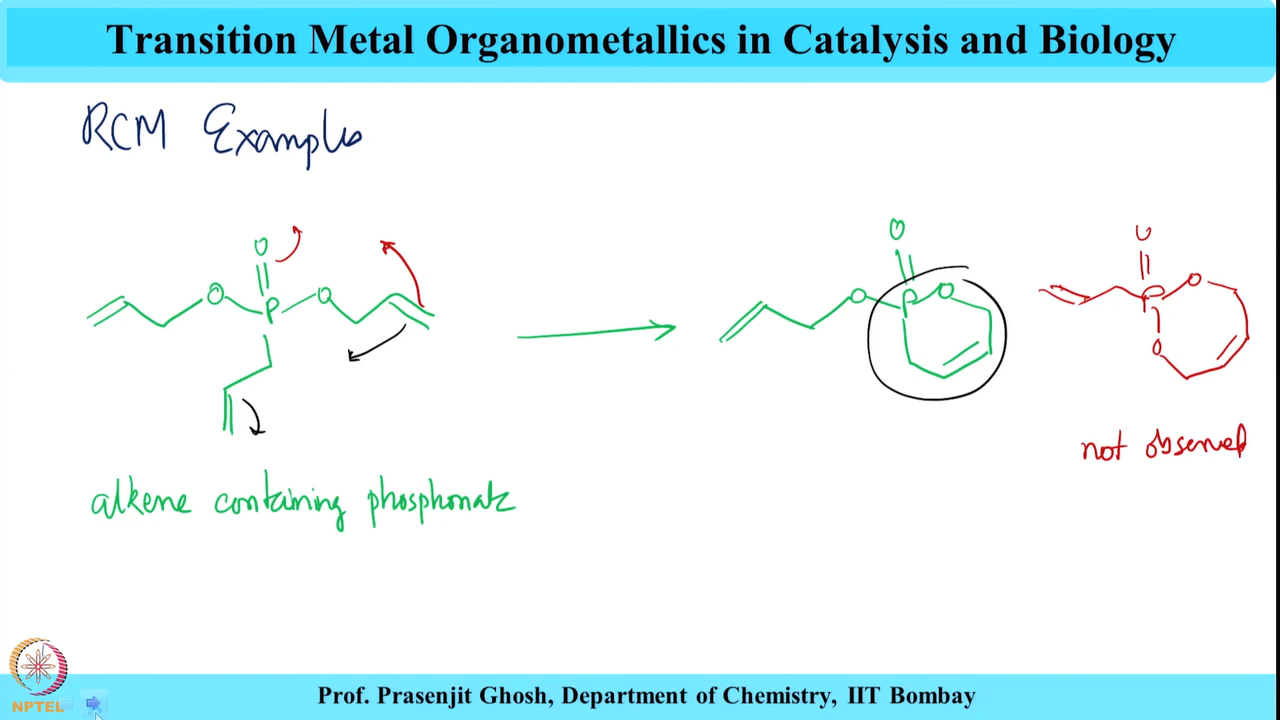 Transition Metal Organometallics in Catalysis and Biology
RCM Examples
O
O P O
O
O P O
O
P O
O
not observed
alkene containing phosphonate
NPTEL
Prof. Prasenjit Ghosh, Department of Chemistry, IIT Bombay